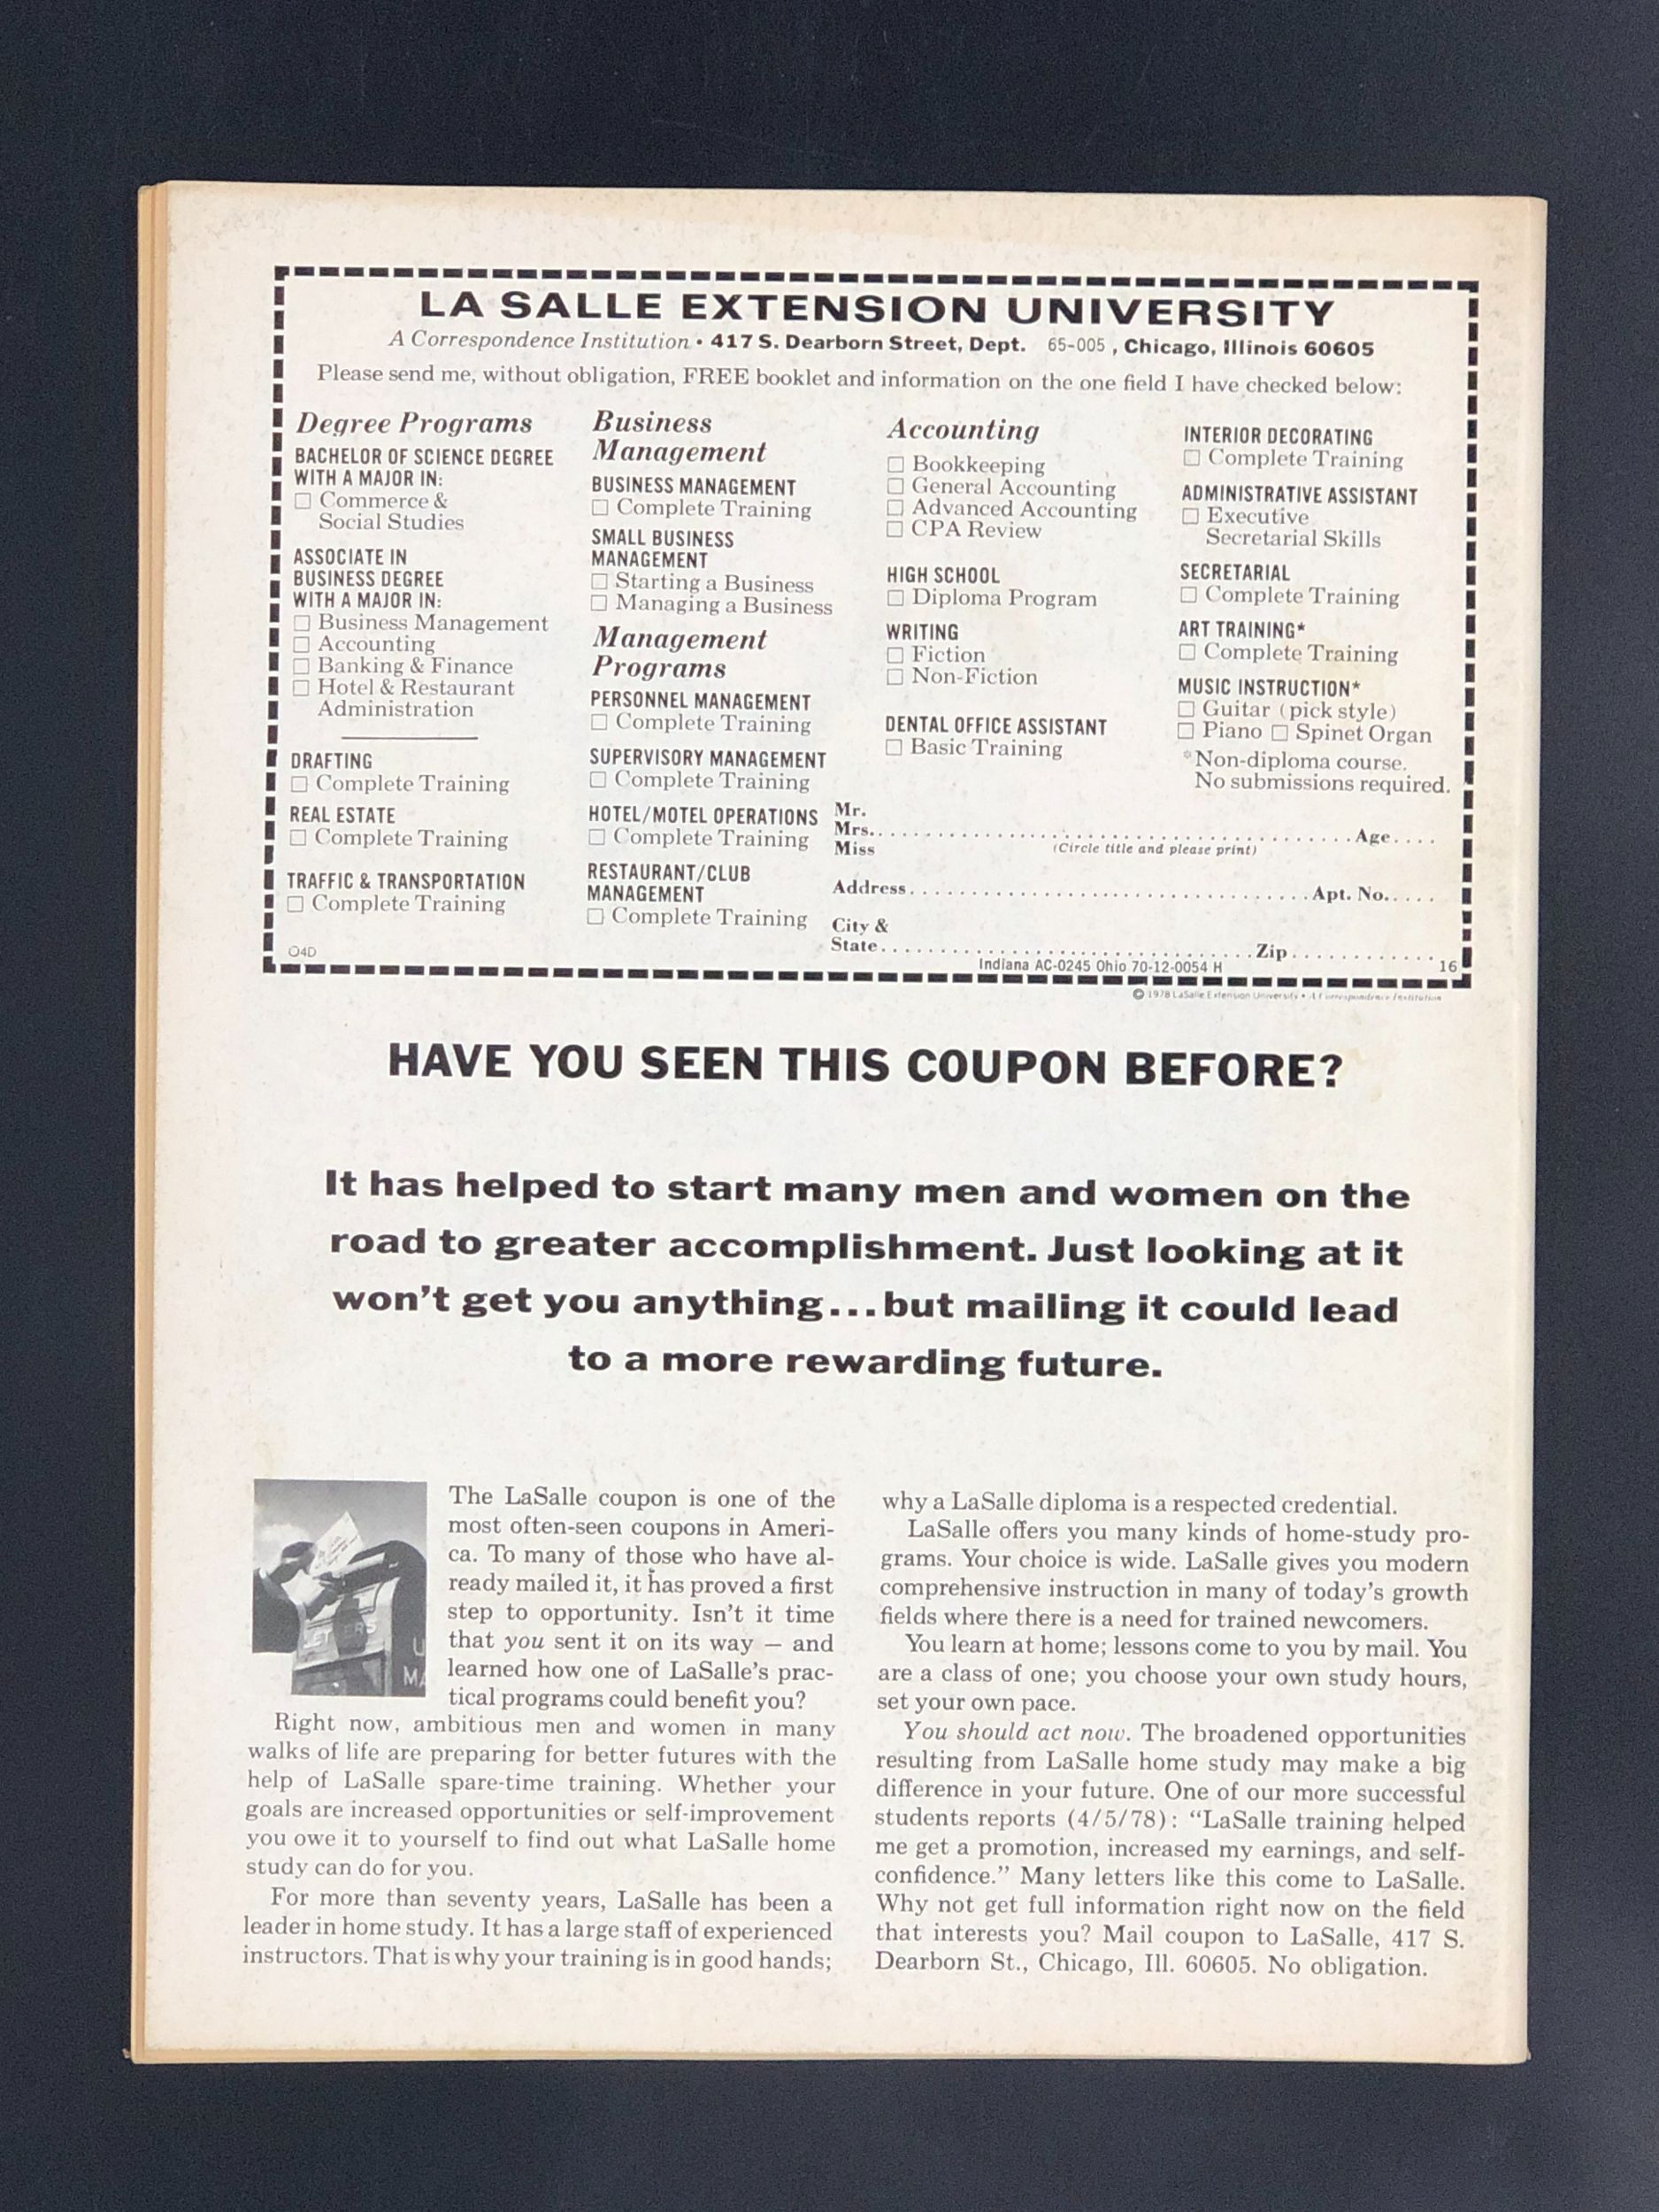 LA SALLE EXTENSION UNIVERSITY
A Correspondence Institution • 417 S. Dearborn Street, Dept. 65-005, Chicago, Illinois 60605
Please send me, without obligation, FREE booklet and information on the one field I have checked below:
Degree Programs
BACHELOR OF SCIENCE DEGREE
WITH A MAJOR IN:
☐ Commerce &
Social Studies
ASSOCIATE IN
BUSINESS DEGREE
WITH A MAJOR IN:
☐ Business Management
☐ Accounting
☐ Banking & Finance
☐ Hotel & Restaurant
Administration
DRAFTING
☐ Complete Training
REAL ESTATE
☐ Complete Training
TRAFFIC & TRANSPORTATION
☐ Complete Training
O4D
Business
Management
BUSINESS MANAGEMENT
☐ Complete Training
SMALL BUSINESS
MANAGEMENT
☐ Starting a Business
☐ Managing a Business
Management
Programs
PERSONNEL MANAGEMENT
☐ Complete Training
SUPERVISORY MANAGEMENT
☐ Complete Training
HOTEL/MOTEL OPERATIONS
☐ Complete Training
RESTAURANT/CLUB
MANAGEMENT
☐ Complete Training
Accounting
☐ Bookkeeping
☐ General Accounting
☐ Advanced Accounting
☐ CPA Review
HIGH SCHOOL
☐ Diploma Program
WRITING
☐ Fiction
☐ Non-Fiction
DENTAL OFFICE ASSISTANT
☐ Basic Training
INTERIOR DECORATING
☐ Complete Training
ADMINISTRATIVE ASSISTANT
☐ Executive
Secretarial Skills
SECRETARIAL
☐ Complete Training
ART TRAINING*
☐ Complete Training
MUSIC INSTRUCTION*
☐ Guitar (pick style)
☐ Piano ☐ Spinet Organ
*Non-diploma course.
No submissions required.
Mr.
Mrs. Age
Miss (Circle title and please print)
Address Apt. No.
City &
State Zip
Indiana AC-0245 Ohio 70-12-0054 H 16
© 1978 LaSalle Extension University • A Correspondence Institution
HAVE YOU SEEN THIS COUPON BEFORE?
It has helped to start many men and women on the
road to greater accomplishment. Just looking at it
won't get you anything...but mailing it could lead
to a more rewarding future.
LETTERS
U
MA
The LaSalle coupon is one of the
most often-seen coupons in Ameri-
ca. To many of those who have al-
ready mailed it, it has proved a first
step to opportunity. Isn't it time
that you sent it on its way — and
learned how one of LaSalle's prac-
tical programs could benefit you?
Right now, ambitious men and women in many
walks of life are preparing for better futures with the
help of LaSalle spare-time training. Whether your
goals are increased opportunities or self-improvement
you owe it to yourself to find out what LaSalle home
study can do for you.
For more than seventy years, LaSalle has been a
leader in home study. It has a large staff of experienced
instructors. That is why your training is in good hands;
why a LaSalle diploma is a respected credential.
LaSalle offers you many kinds of home-study pro-
grams. Your choice is wide. LaSalle gives you modern
comprehensive instruction in many of today's growth
fields where there is a need for trained newcomers.
You learn at home; lessons come to you by mail. You
are a class of one; you choose your own study hours,
set your own pace.
You should act now. The broadened opportunities
resulting from LaSalle home study may make a big
difference in your future. One of our more successful
students reports (4/5/78): “LaSalle training helped
me get a promotion, increased my earnings, and self-
confidence.” Many letters like this come to LaSalle.
Why not get full information right now on the field
that interests you? Mail coupon to LaSalle, 417 S.
Dearborn St., Chicago, Ill. 60605. No obligation.